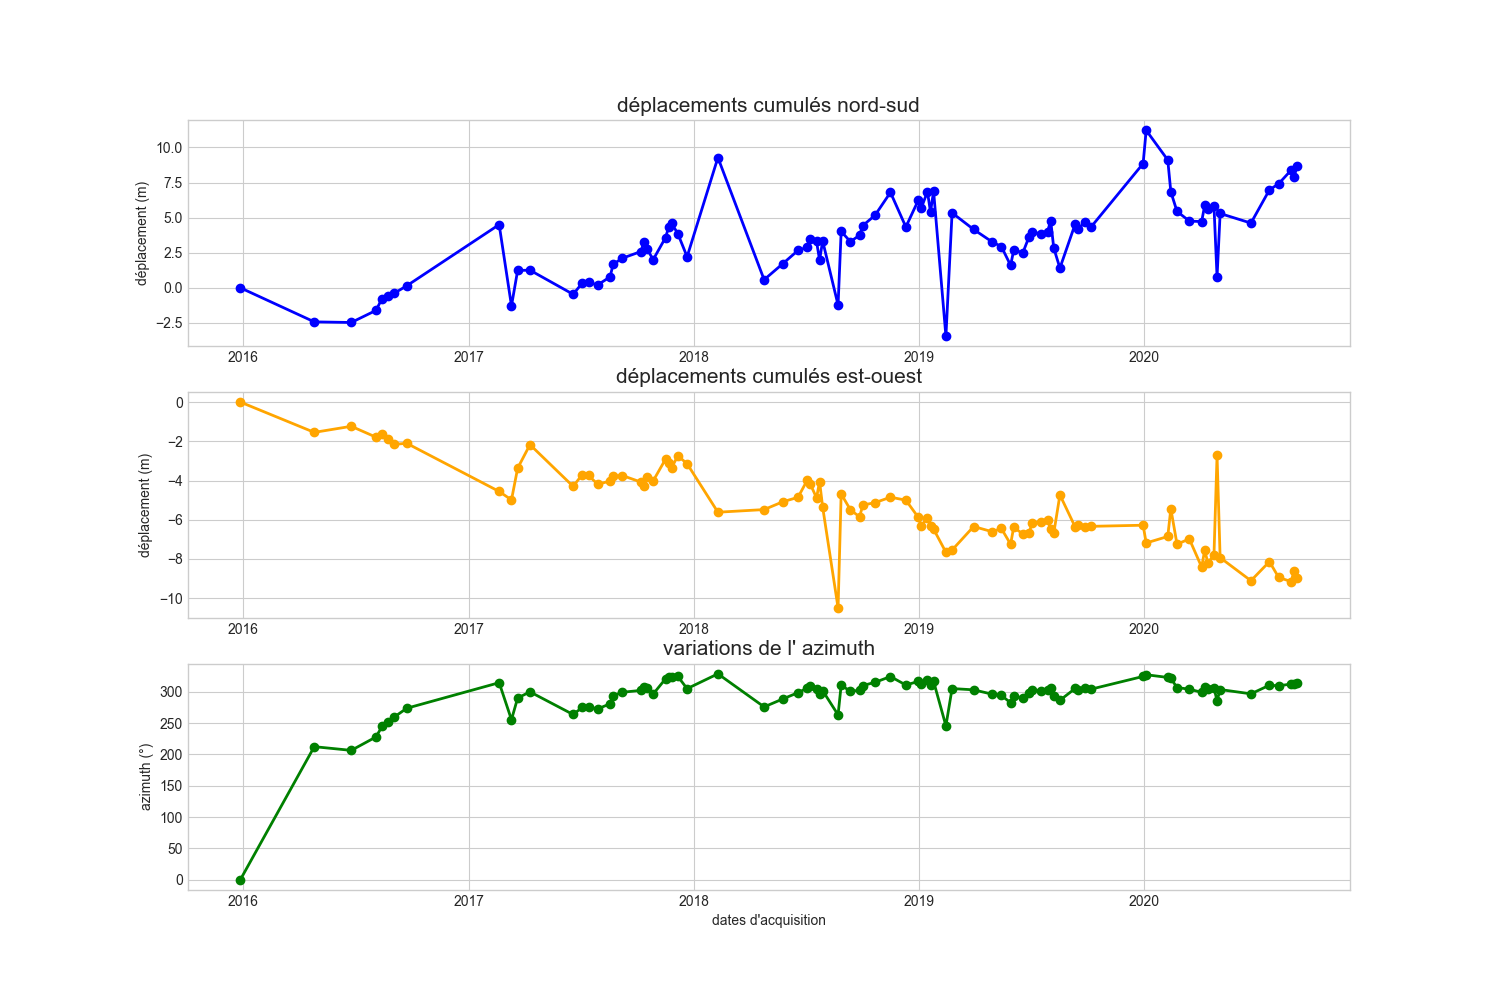 déplacements cumulés nord-sud
déplacement (m)
10.0
7.5
5.0
2.5
0.0
−2.5
2016 2017 2018 2019 2020
déplacements cumulés est-ouest
déplacement (m)
0
−2
−4
−6
−8
−10
2016 2017 2018 2019 2020
variations de l' azimuth
azimuth (°)
300
250
200
150
100
50
0
2016 2017 2018 2019 2020
dates d'acquisition